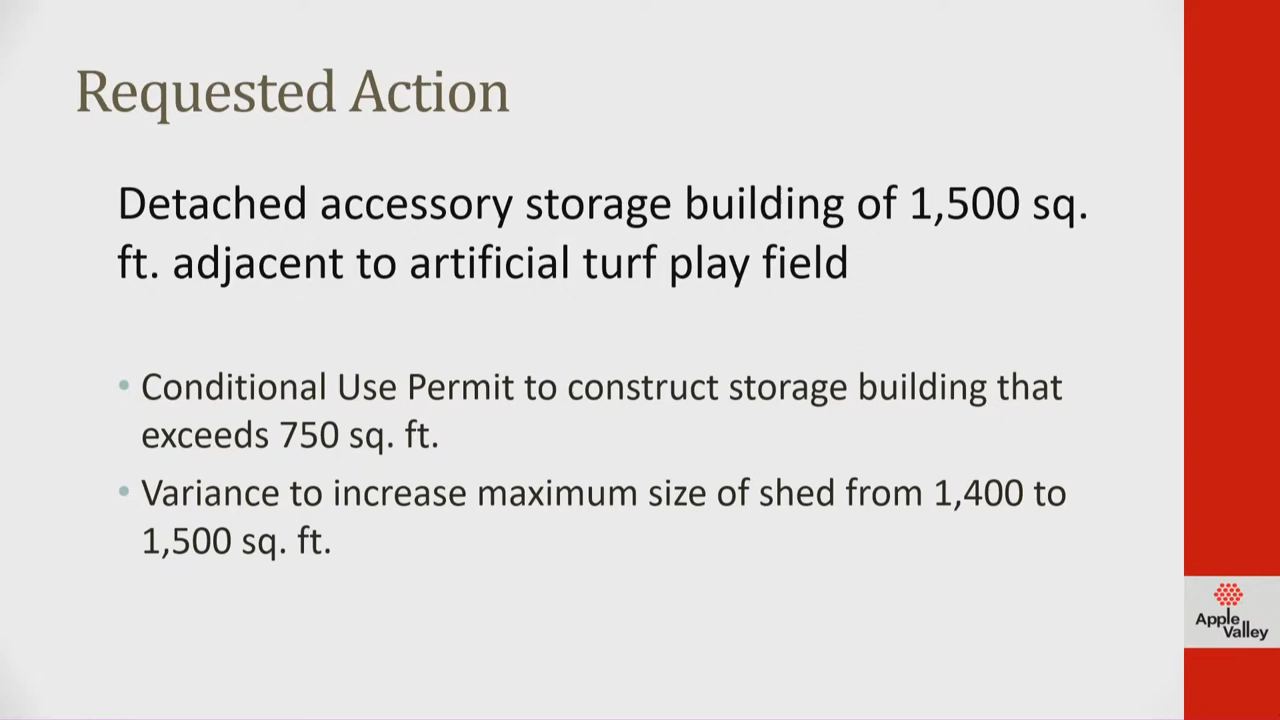 Requested Action
Detached accessory storage building of 1,500 sq.
ft. adjacent to artificial turf play field
• Conditional Use Permit to construct storage building that
exceeds 750 sq. ft.
• Variance to increase maximum size of shed from 1,400 to
1,500 sq. ft.
Apple
Valley